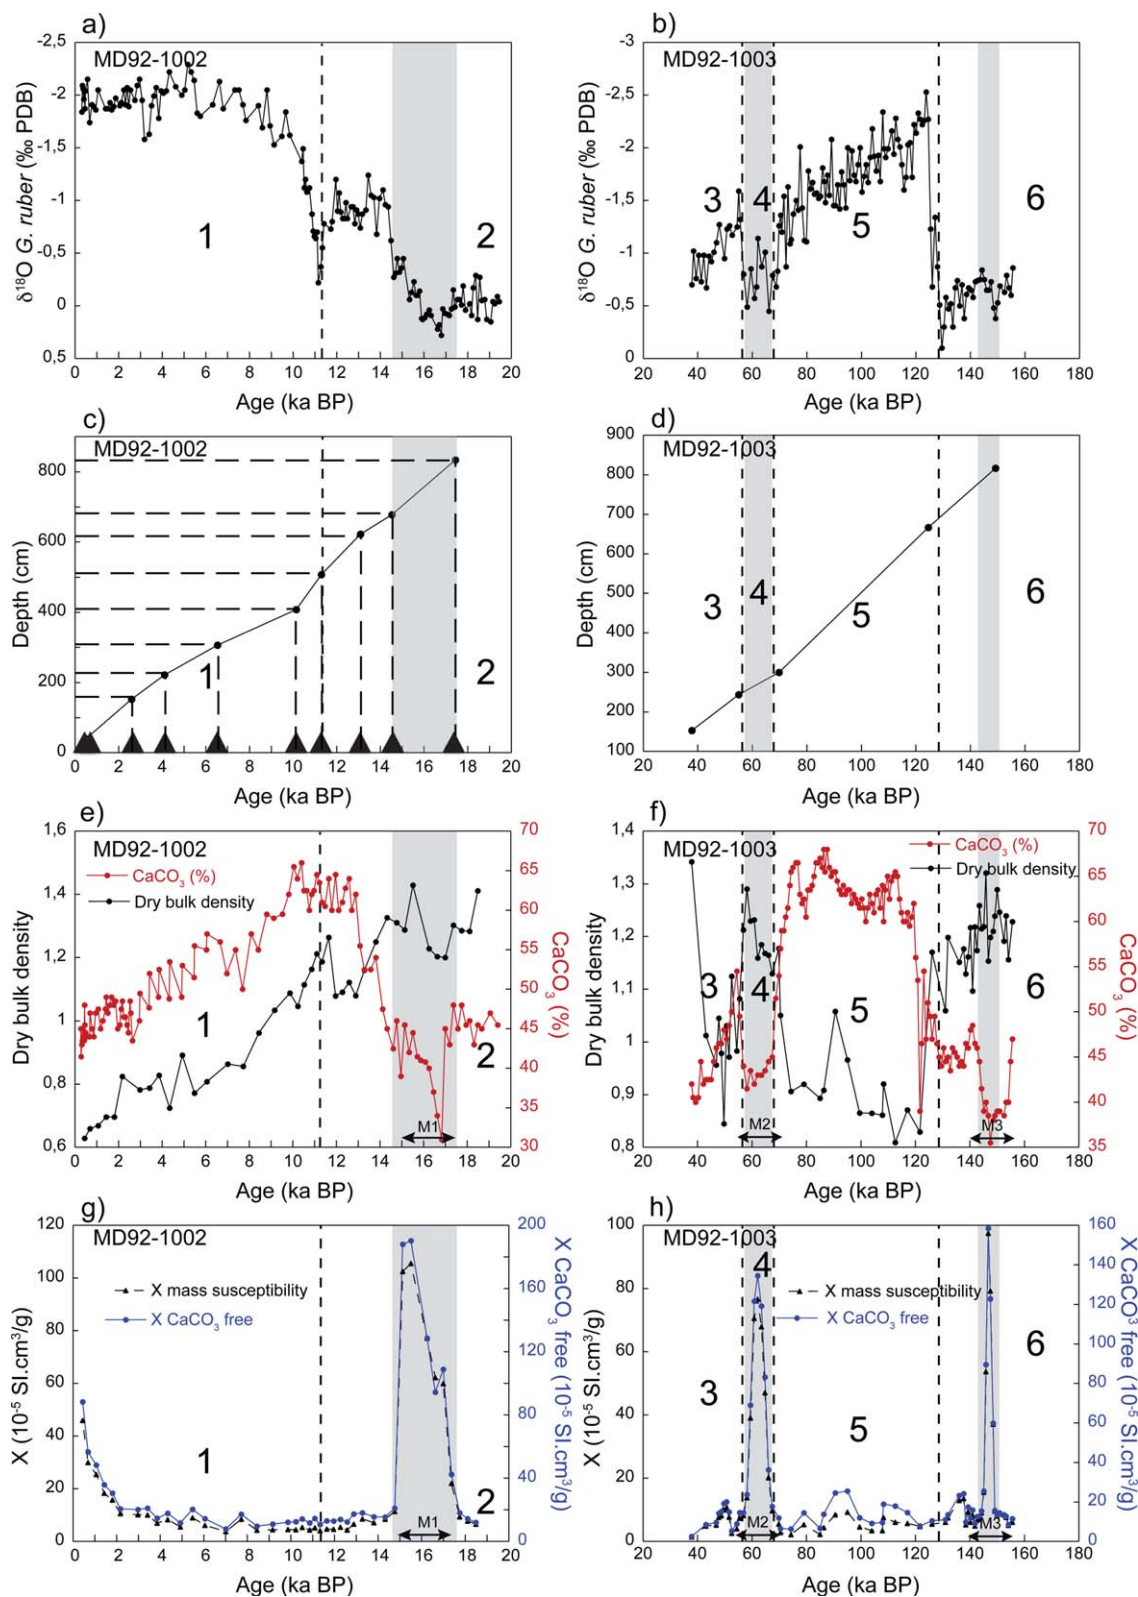 a)
MD92-1002
-2,5
-2
-1,5
-1
-0,5
0
0,5
δ¹⁸O G. ruber (‰ PDB)
1
2
0 2 4 6 8 10 12 14 16 18 20
Age (ka BP)
b)
MD92-1003
-3
-2,5
-2
-1,5
-1
-0,5
0
δ¹⁸O G. ruber (‰ PDB)
3 4 5 6
20 40 60 80 100 120 140 160 180
Age (ka BP)
c)
MD92-1002
800
600
400
200
0
Depth (cm)
1
2
0 2 4 6 8 10 12 14 16 18 20
Age (ka BP)
d)
MD92-1003
900
800
700
600
500
400
300
200
100
Depth (cm)
3 4 5 6
20 40 60 80 100 120 140 160 180
Age (ka BP)
e)
MD92-1002
CaCO₃ (%)
Dry bulk density
1,6
1,4
1,2
1
0,8
0,6
Dry bulk density
70
65
60
55
50
45
40
35
30
CaCO₃ (%)
1
2
M1
0 2 4 6 8 10 12 14 16 18 20
Age (ka BP)
f)
MD92-1003
CaCO₃ (%)
Dry bulk density
1,4
1,3
1,2
1,1
1
0,9
0,8
Dry bulk density
70
65
60
55
50
45
40
35
CaCO₃ (%)
3 4 5 6
M2
M3
20 40 60 80 100 120 140 160 180
Age (ka BP)
g)
MD92-1002
X mass susceptibility
X CaCO₃ free
120
100
80
60
40
20
0
X (10⁻⁵ SI.cm³/g)
200
160
120
80
40
0
X CaCO₃ free (10⁻⁵ SI.cm³/g)
1
2
M1
0 1 2 3 4 5 6 7 8 9 10 11 12 13 14 15 16 17 18 19 20
Age (ka BP)
h)
MD92-1003
X mass susceptibility
X CaCO₃ free
100
80
60
40
20
0
X (10⁻⁵ SI.cm³/g)
160
140
120
100
80
60
40
20
0
X CaCO³ free (10⁻⁵ SI.cm³/g)
3 4 5 6
M2
M3
20 40 60 80 100 120 140 160 180
Age (ka BP)